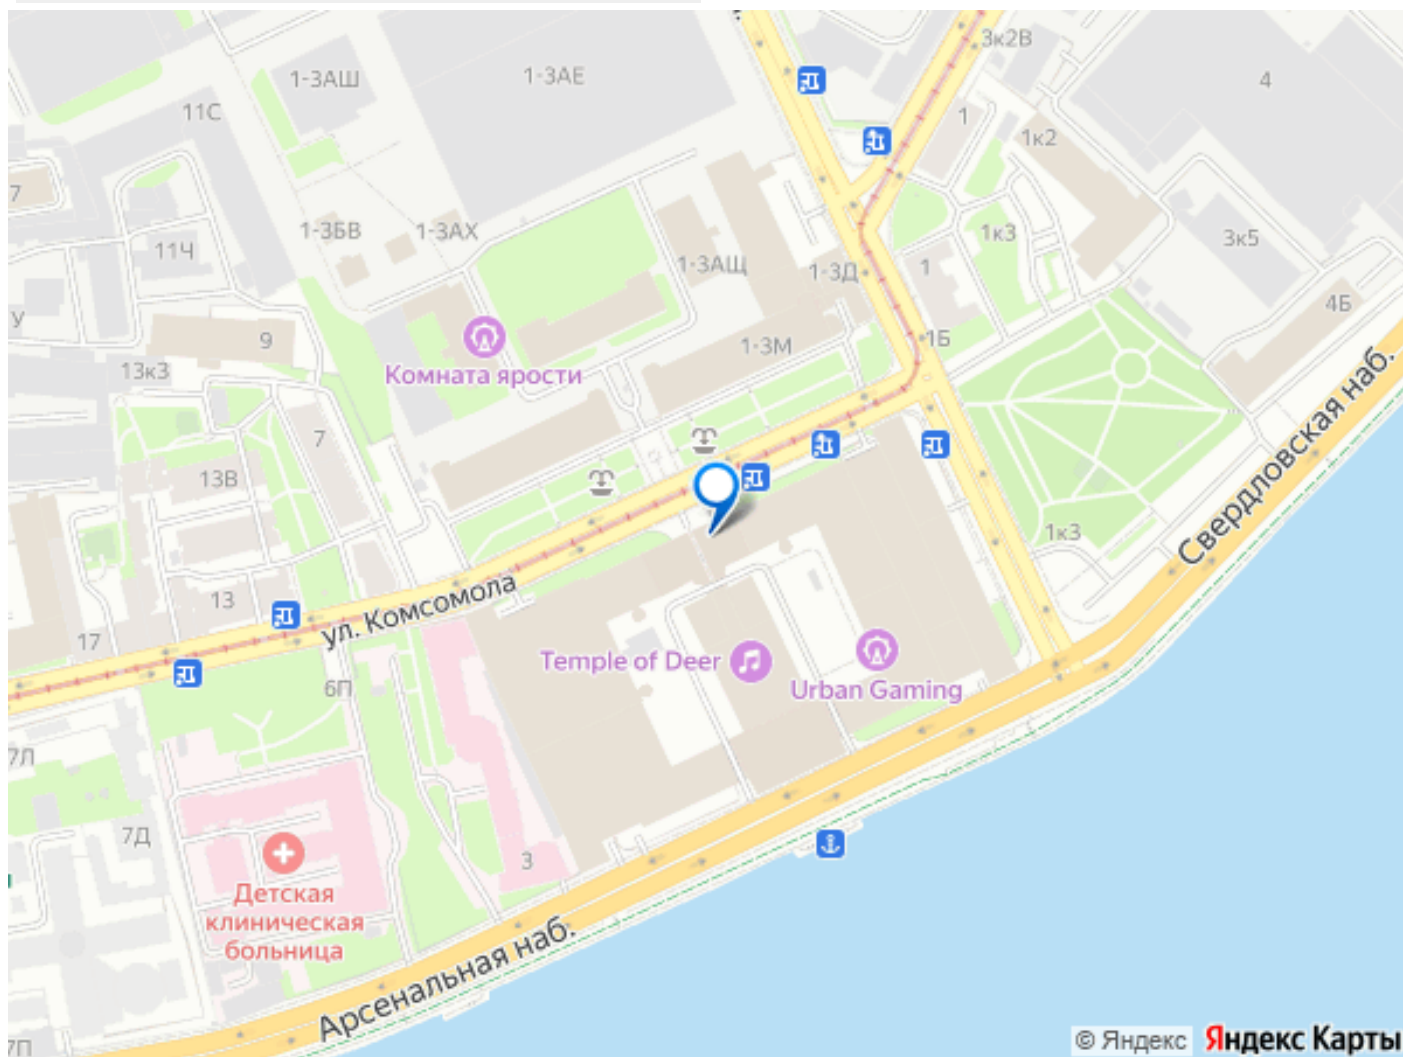 3к2В
1-3АШ
1-3АЕ
4
11С
1
1к2
7
1-3БВ
1-3АХ
1к3
3к5
11Ч
1-3АЩ
1-3Д
1
4Б
У
9
1-3М
1Б
13к3
Комната ярости
Свердловская наб.
7
13В
1к3
13
ул. Комсомола
17
Temple of Deer
6П
Urban Gaming
7Л
7Д
3
Детская
клиническая
больница
Арсенальная наб.
7П
© Яндекс
Яндекс Карты